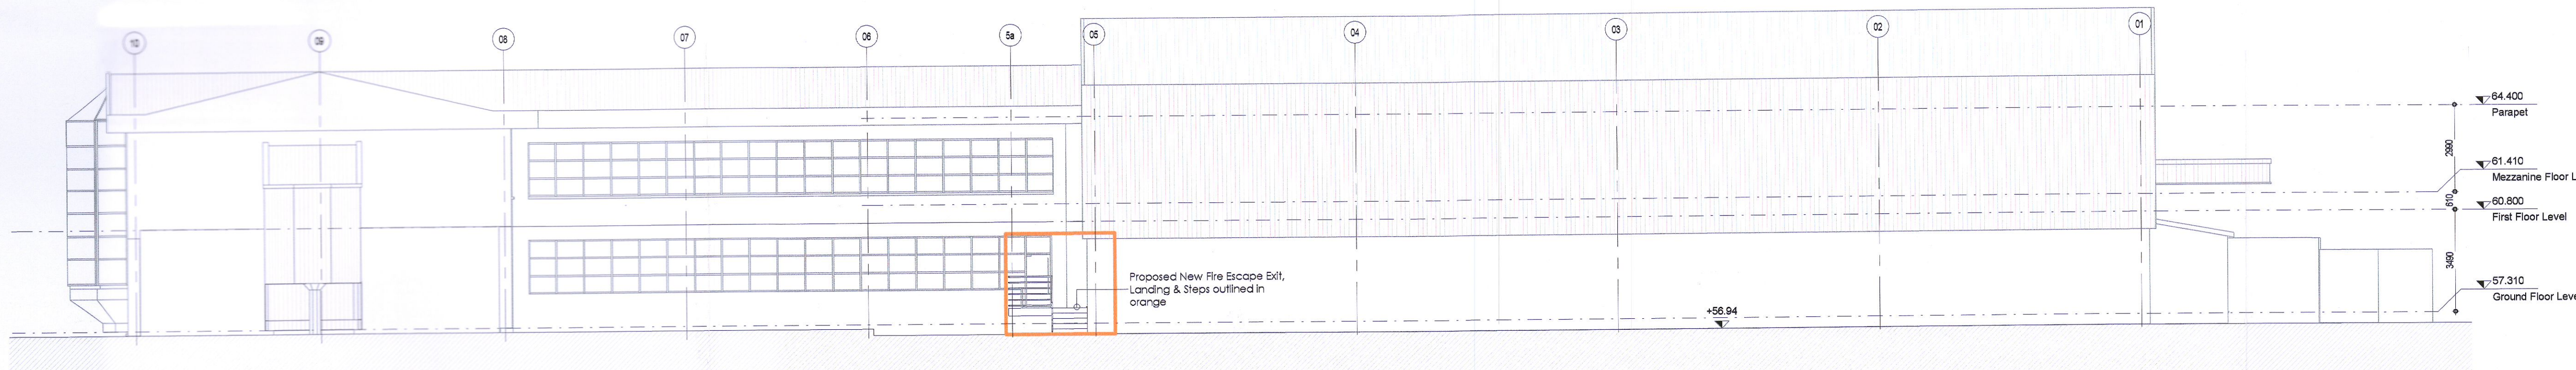 10
09
08
07
06
5a
05
04
03
02
01
64.400
Parapet
2990
61.410
Mezzanine Floor L
610
60.800
First Floor Level
3490
57.310
Ground Floor Leve
Proposed New Fire Escape Exit,
Landing & Steps outlined in
orange
+56.94